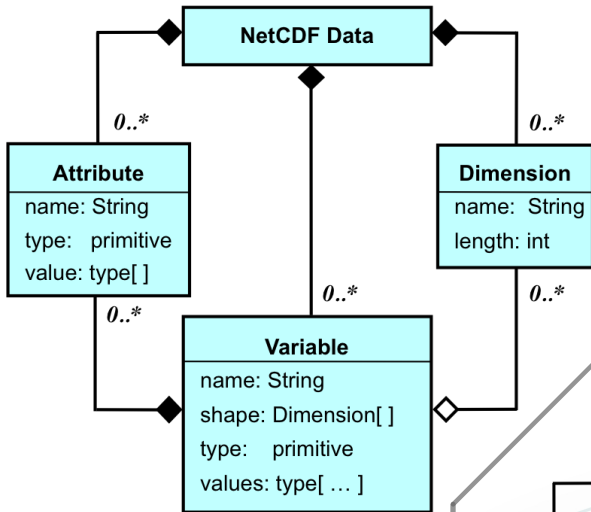 NetCDF Data
0..*
0..*
Attribute
name: String
type: primitive
value: type[ ]
Dimension
name: String
length: int
0..*
0..*
0..*
Variable
name: String
shape: Dimension[ ]
type: primitive
values: type[ ... ]